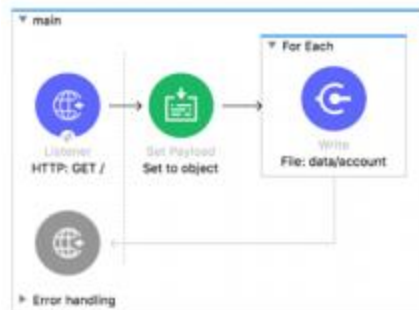 main
For Each
Listener
HTTP: GET /
Set Payload
Set to object
Write
File: data/account
Error handling